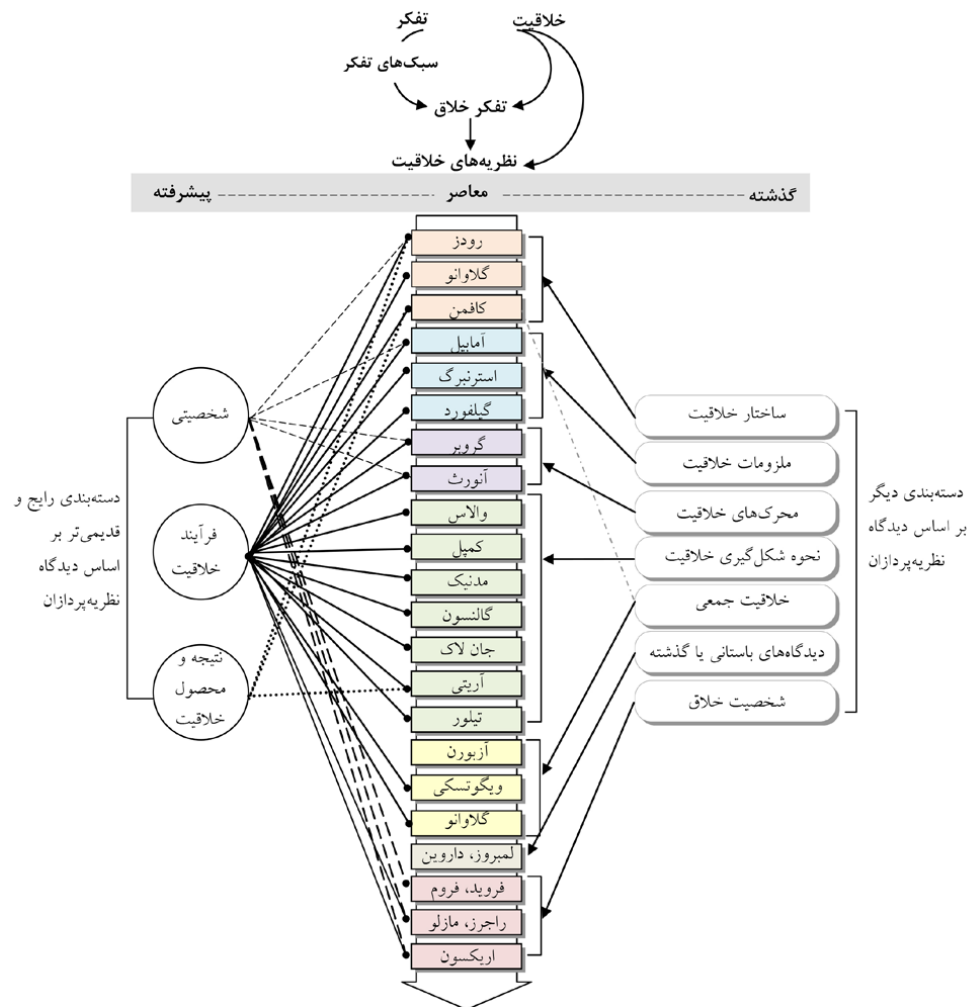 خلاقیت
تفکر
سبک‌های تفکر
تفکر خلاق
نظریه‌های خلاقیت
گذشته
معاصر
پیشرفته
رودز
گلاوانو
کافمن
آمابیل
استرنبرگ
گیلفورد
گروبر
آنورث
والاس
کمپل
مدنیک
گالنسون
جان لاک
آریتی
تیلور
آزبورن
ویگوتسکی
گلاوانو
لمبروز، داروین
فروید، فروم
راجرز، مازلو
اریکسون
دسته‌بندی دیگر
بر اساس دیدگاه
نظریه‌پردازان
ساختار خلاقیت
ملزومات خلاقیت
محرک‌های خلاقیت
نحوه شکل‌گیری خلاقیت
خلاقیت جمعی
دیدگاه‌های باستانی یا گذشته
شخصیت خلاق
شخصیتی
فرآیند
خلاقیت
نتیجه و
محصول
خلاقیت
دسته‌بندی رایج و
قدیمی‌تر بر
اساس دیدگاه
نظریه‌پردازان